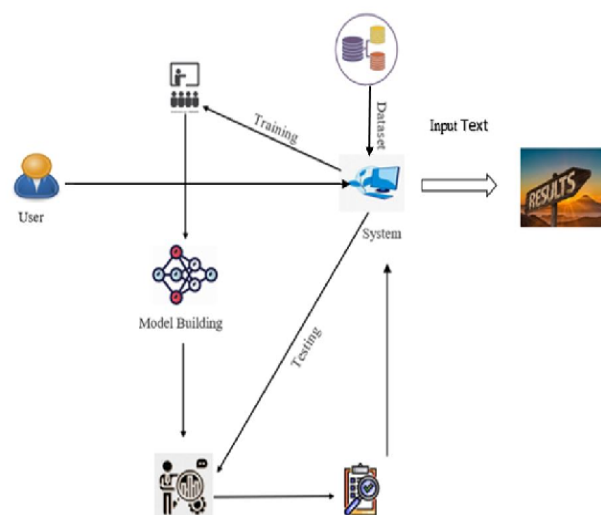 Dataset
Training
Input Text
RESULTS
User
System
Model Building
Testing